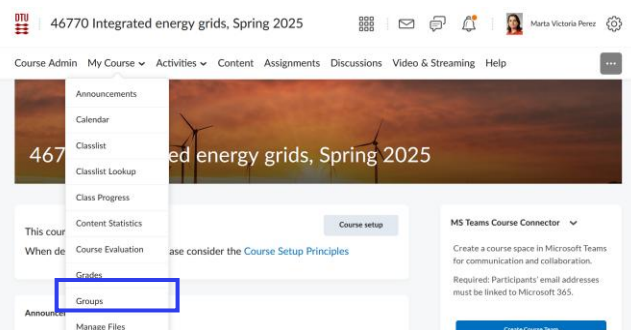 DTU
46770 Integrated energy grids, Spring 2025
Marta Victoria Perez
Course Admin My Course Activities Content Assignments Discussions Video & Streaming Help
Announcements
Calendar
Classlist
Classlist Lookup
Class Progress
Content Statistics
Course Evaluation
Grades
Groups
Manage Files
467 ed energy grids, Spring 2025
This cour
Course setup
When de ase consider the Course Setup Principles
Announce
MS Teams Course Connector
Create a course space in Microsoft Teams
for communication and collaboration.
Required: Participants' email addresses
must be linked to Microsoft 365.
Create Course Team